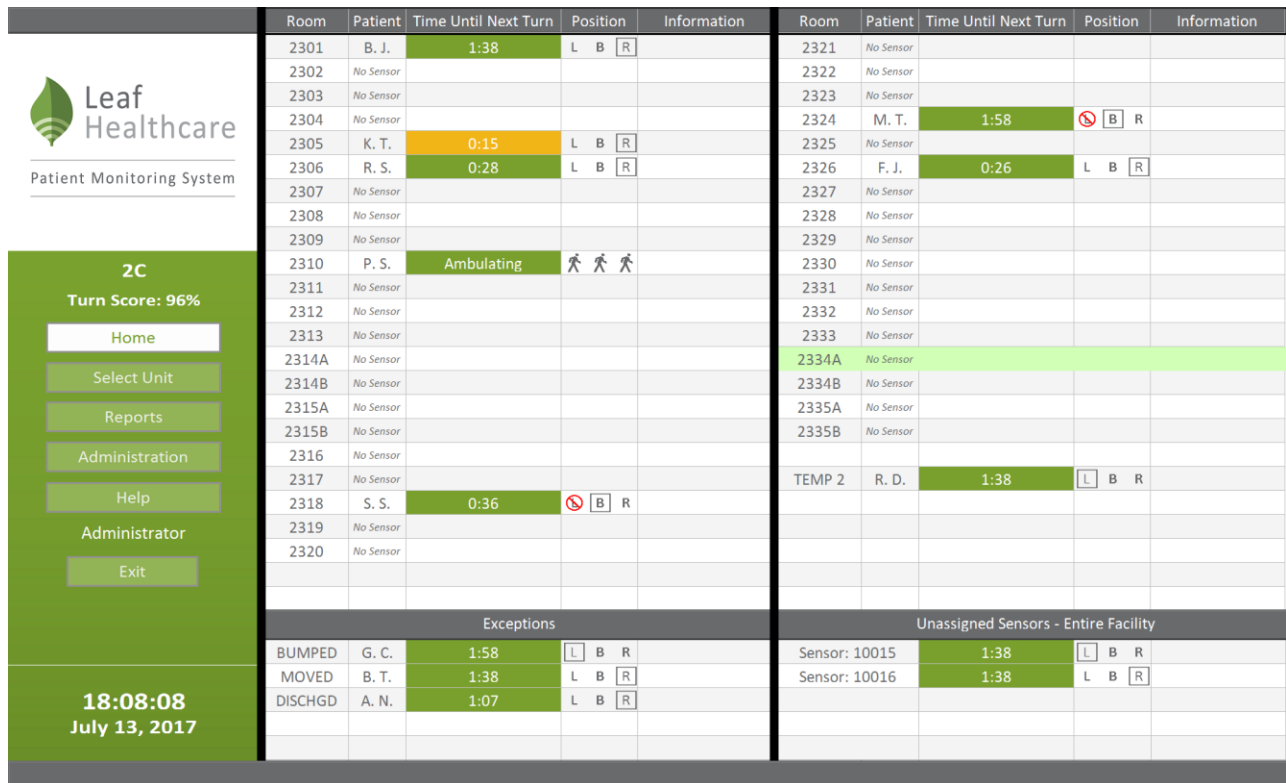 Leaf
Healthcare
Patient Monitoring System
2C
Turn Score: 96%
Home
Select Unit
Reports
Administration
Help
Administrator
Exit
18:08:08
July 13, 2017
Room Patient Time Until Next Turn Position Information
2301 B. J. 1:38 L B R
2302 No Sensor
2303 No Sensor
2304 No Sensor
2305 K. T. 0:15 L B R
2306 R. S. 0:28 L B R
2307 No Sensor
2308 No Sensor
2309 No Sensor
2310 P. S. Ambulating
2311 No Sensor
2312 No Sensor
2313 No Sensor
2314A No Sensor
2314B No Sensor
2315A No Sensor
2315B No Sensor
2316 No Sensor
2317 No Sensor
2318 S. S. 0:36 L B R
2319 No Sensor
2320 No Sensor
Exceptions
BUMPED G. C. 1:58 L B R
MOVED B. T. 1:38 L B R
DISCHGD A. N. 1:07 L B R
Room Patient Time Until Next Turn Position Information
2321 No Sensor
2322 No Sensor
2323 No Sensor
2324 M. T. 1:58 L B R
2325 No Sensor
2326 F. J. 0:26 L B R
2327 No Sensor
2328 No Sensor
2329 No Sensor
2330 No Sensor
2331 No Sensor
2332 No Sensor
2333 No Sensor
2334A No Sensor
2334B No Sensor
2335A No Sensor
2335B No Sensor
TEMP 2 R. D. 1:38 L B R
Unassigned Sensors - Entire Facility
Sensor: 10015 1:38 L B R
Sensor: 10016 1:38 L B R